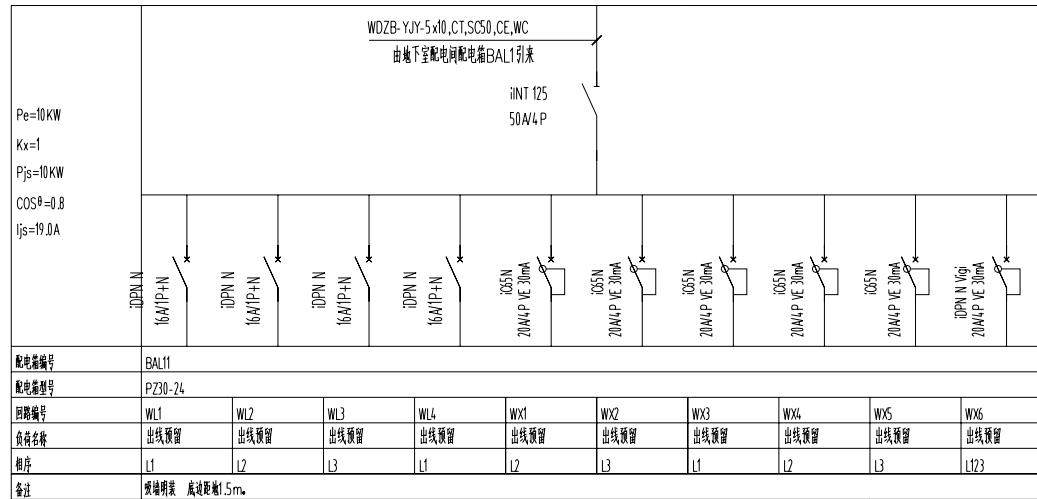 WDZB-YJY-5x10,CT,SC50,CE,WC
由地下室配电间配电箱BAL1引来
iINT 125
50A/4P
Pe=10KW
Kx=1
Pjs=10KW
COSθ=0.8
Ijs=19.0A
iDPN N
16A/1P+N
iDPN N
16A/1P+N
iDPN N
16A/1P+N
iDPN N
16A/1P+N
iC65N
20A/4P VE 30mA
iC65N
20A/4P VE 30mA
iC65N
20A/4P VE 30mA
iC65N
20A/4P VE 30mA
iC65N
20A/4P VE 30mA
iDPN N Vigi
20A/4P VE 30mA
配电箱编号 BAL11
配电箱型号 PZ30-24
回路编号 WL1 WL2 WL3 WL4 WX1 WX2 WX3 WX4 WX5 WX6
负荷名称 出线预留 出线预留 出线预留 出线预留 出线预留 出线预留 出线预留 出线预留 出线预留 出线预留
相序 L1 L2 L3 L1 L2 L3 L1 L2 L3 L123
备注 吸墙明装 底边距地1.5m。